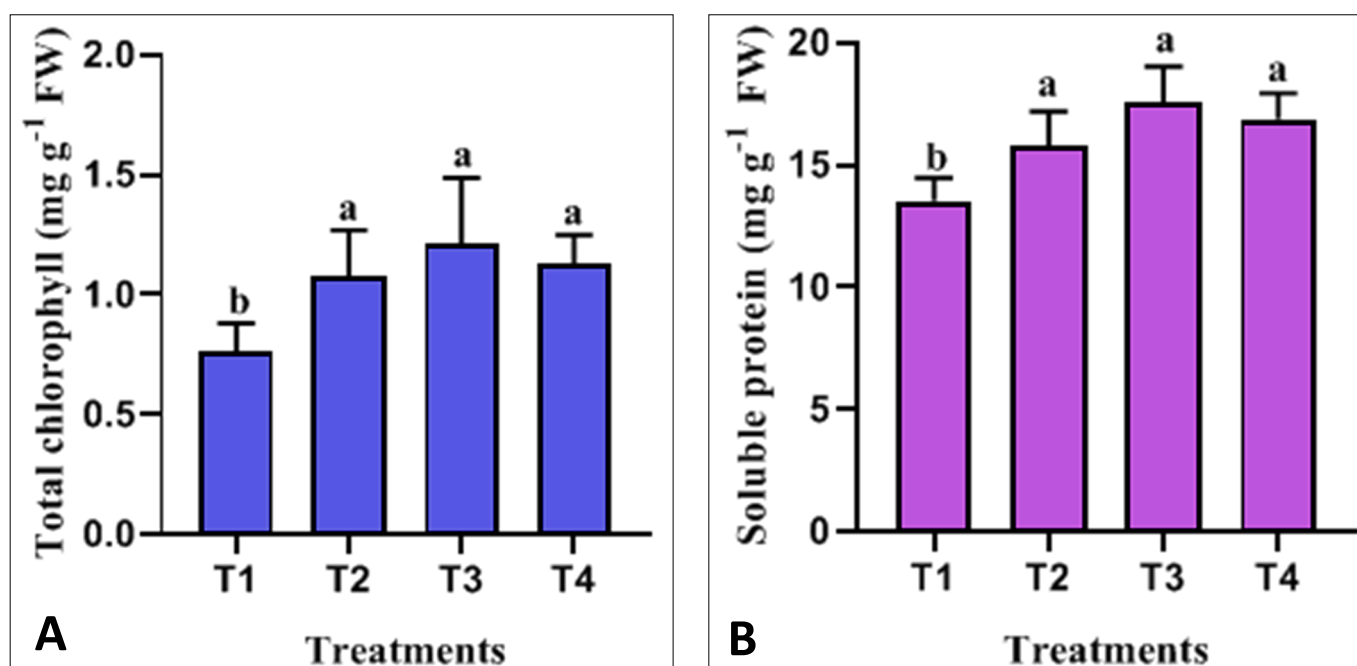 Total chlorophyll (mg g⁻¹ FW)
2.0
1.5
1.0
0.5
0.0
b
a
a
a
T1 T2 T3 T4
Treatments
A
Soluble protein (mg g⁻¹ FW)
20
15
10
5
0
b
a
a
a
T1 T2 T3 T4
Treatments
B